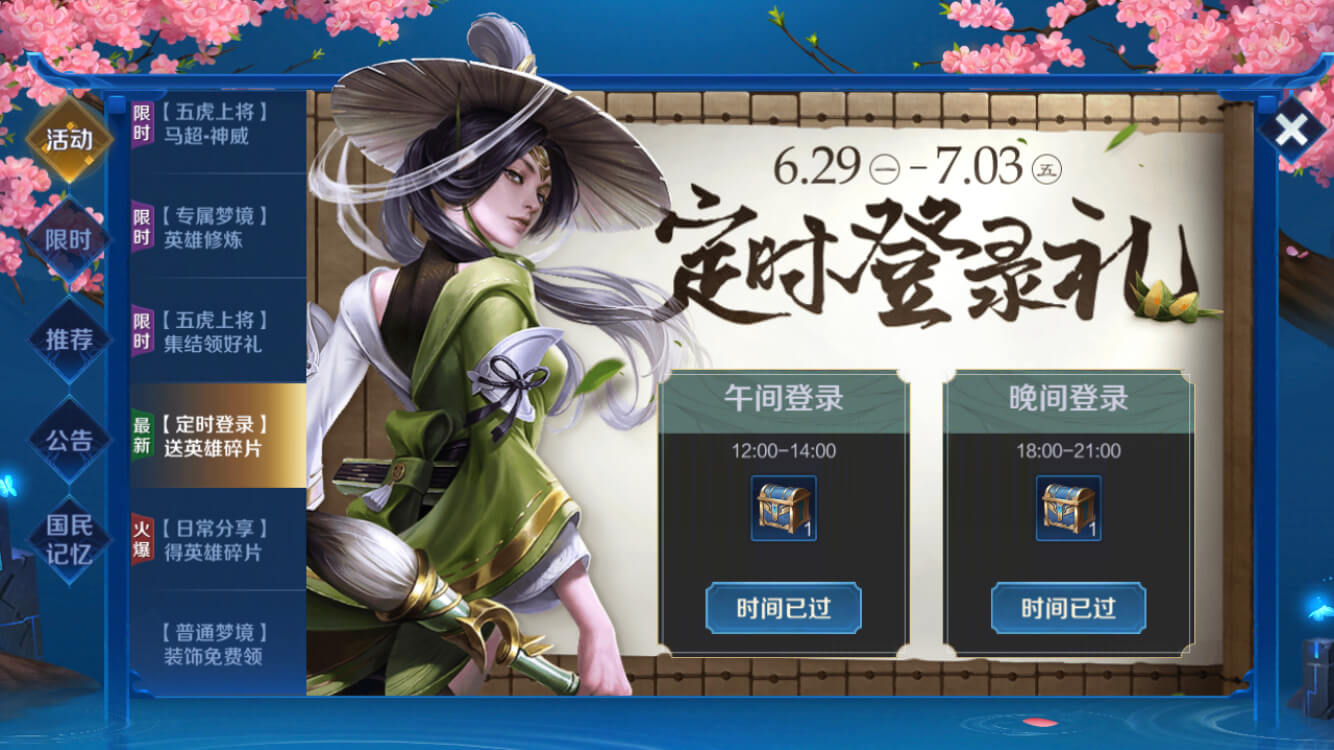 活动
限时
推荐
公告
国民
记忆
限时
【五虎上将】
马超-神威
限时
【专属梦境】
英雄修炼
限时
【五虎上将】
集结领好礼
最新
【定时登录】
送英雄碎片
火爆
【日常分享】
得英雄碎片
【普通梦境】
装饰免费领
6.29㊀-7.03㊄
定时登录礼
午间登录
12:00-14:00
1
时间已过
晚间登录
18:00-21:00
1
时间已过